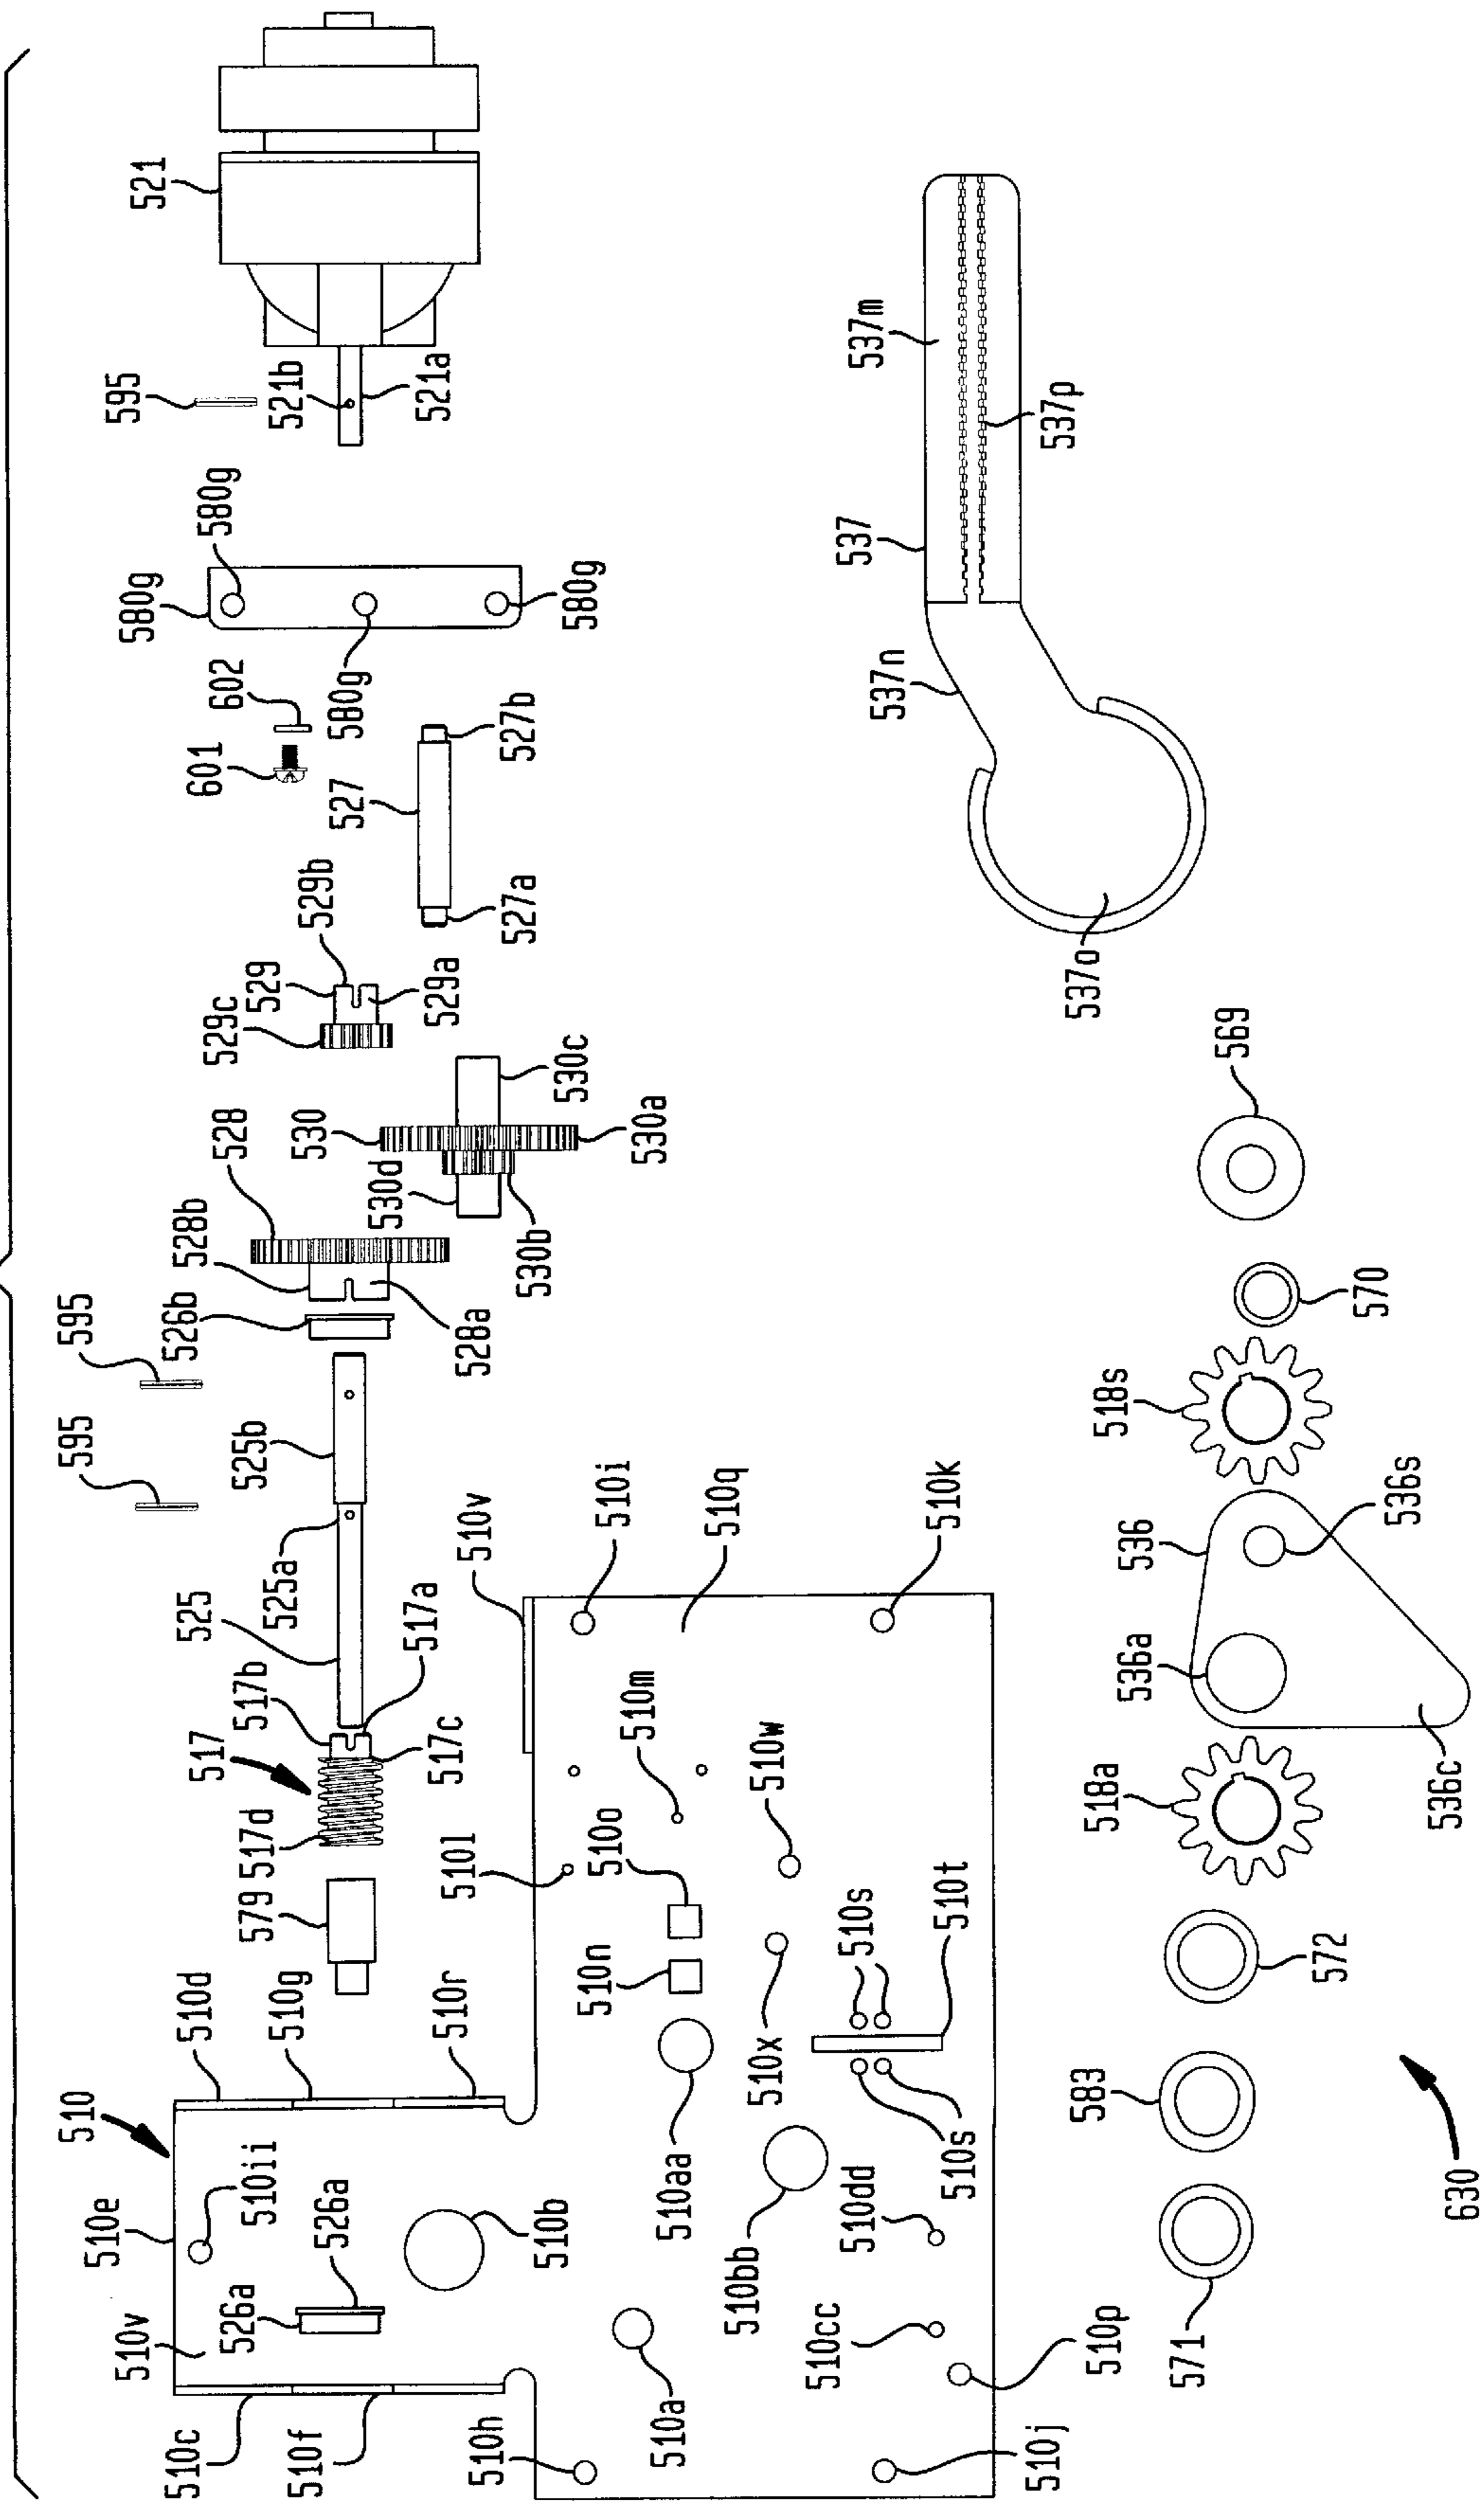 521
595
521b
521a
580g
580g
580g
580g
602
601
527b
527
527a
529b
529
529c
529a
530c
530
530a
530d
530b
528
528b
528a
526b
595
595
525b
525a
525
517a
517b
517
517c
517d
579
510v
510i
510q
510k
510m
510w
510l
510o
510n
510s
510t
510x
510s
510d
510g
510r
510
510e
510ii
526a
526a
510v
510b
510aa
510bb
510dd
510cc
510p
510a
510c
510f
510h
510j
537m
537
537p
537n
537o
569
570
518s
536
536s
536a
536c
518a
572
583
571
630